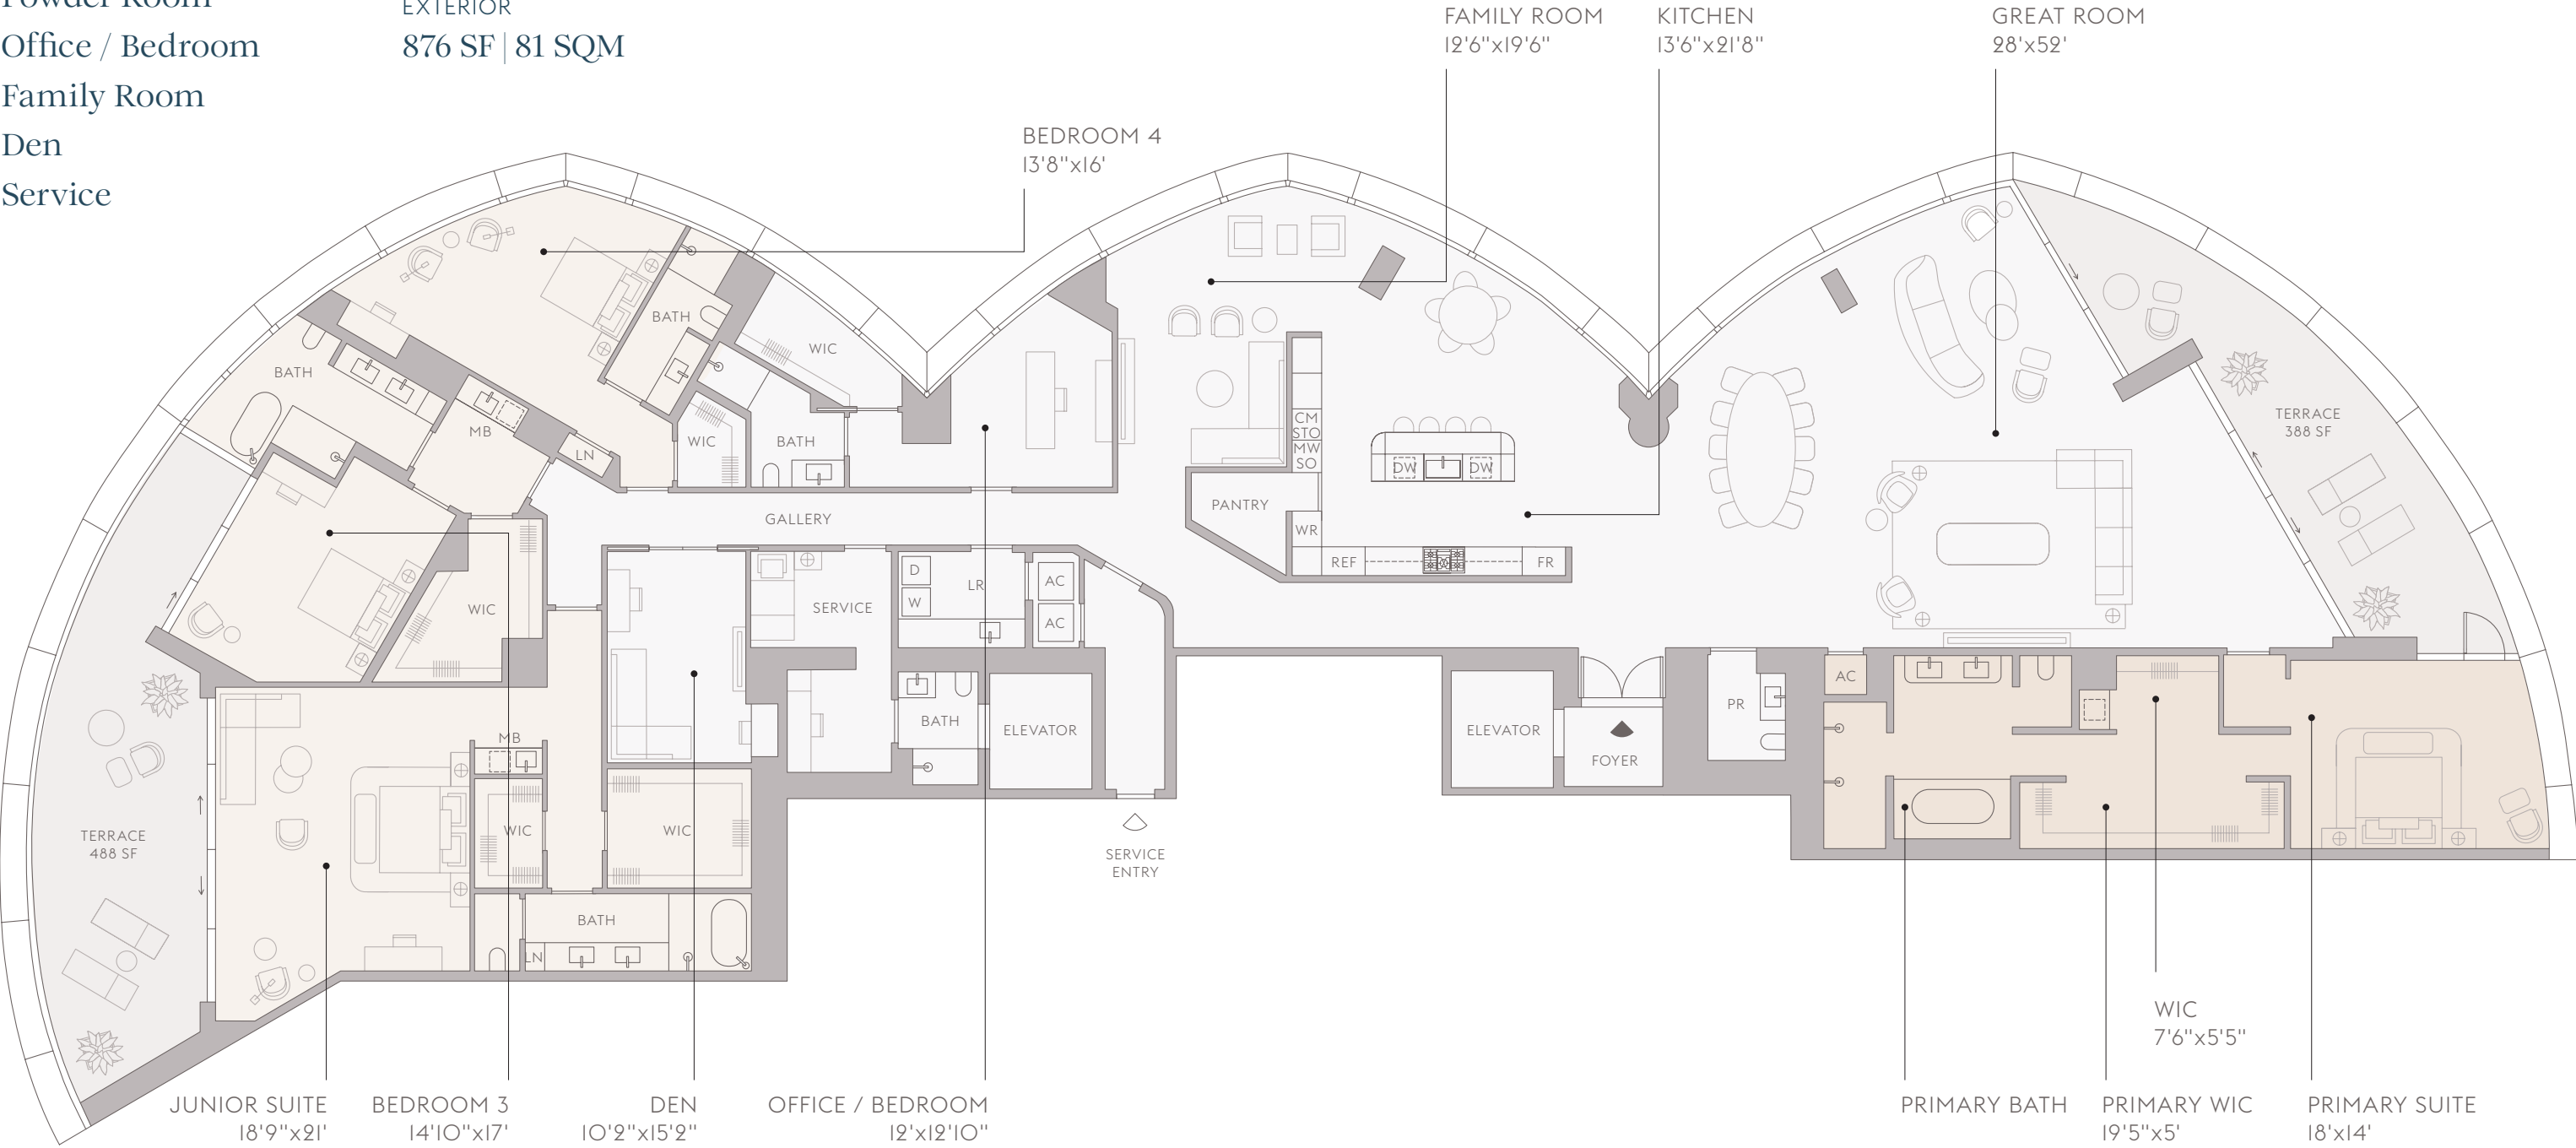 Powder Room
Office / Bedroom
Family Room
Den
Service
EXTERIOR
876 SF | 81 SQM
FAMILY ROOM
12'6"x19'6"
KITCHEN
13'6"x21'8"
GREAT ROOM
28'x52'
BEDROOM 4
13'8"x16'
BATH
WIC
BATH
MB
LN
WIC
BATH
CM
STO
MW
SO
DW
DW
TERRACE
388 SF
PANTRY
WR
REF
FR
GALLERY
WIC
SERVICE
D
W
LR
AC
AC
BATH
ELEVATOR
ELEVATOR
FOYER
PR
AC
MB
WIC
WIC
TERRACE
488 SF
SERVICE
ENTRY
BATH
LN
WIC
7'6"x5'5"
JUNIOR SUITE
18'9"x21'
BEDROOM 3
14'10"x17'
DEN
10'2"x15'2"
OFFICE / BEDROOM
12'x12'10"
PRIMARY BATH
PRIMARY WIC
19'5"x5'
PRIMARY SUITE
18'x14'